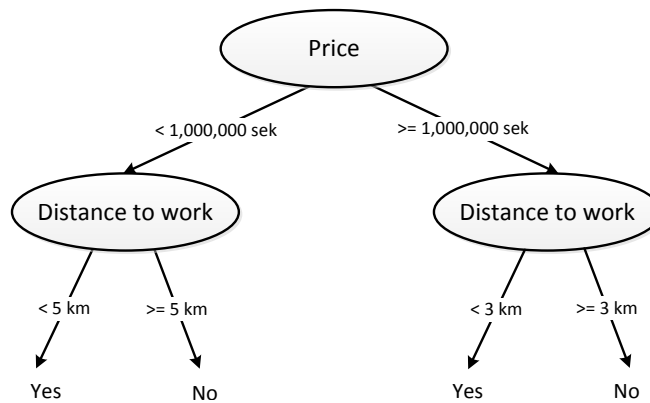 Price
< 1,000,000 sek
>= 1,000,000 sek
Distance to work
Distance to work
< 5 km
>= 5 km
< 3 km
>= 3 km
Yes
No
Yes
No